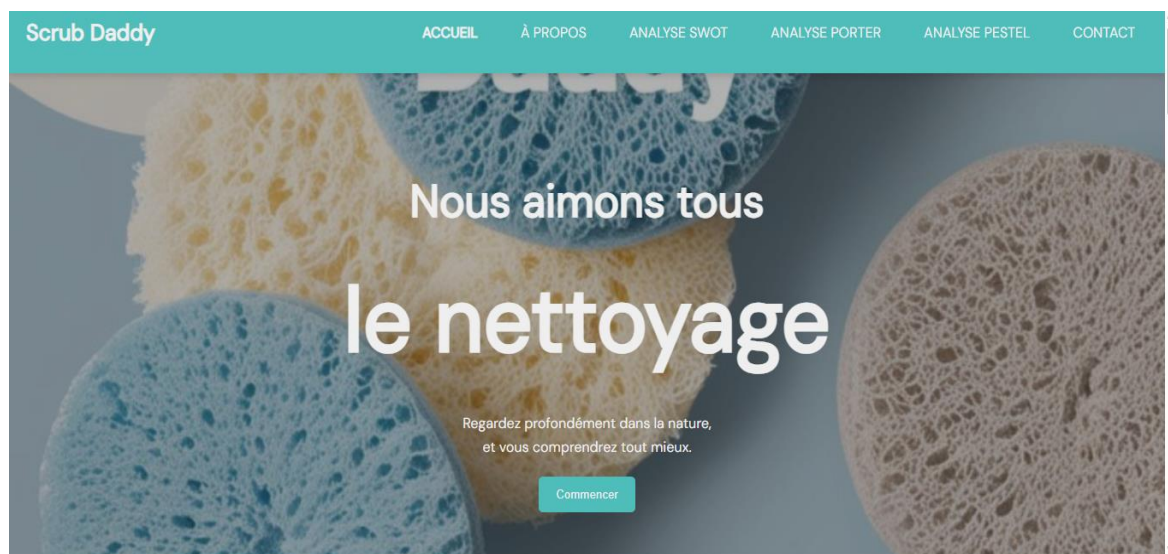 Scrub Daddy
ACCUEIL À PROPOS ANALYSE SWOT ANALYSE PORTER ANALYSE PESTEL CONTACT
Daddy
Nous aimons tous
le nettoyage
Regardez profondément dans la nature,
et vous comprendrez tout mieux.
Commencer